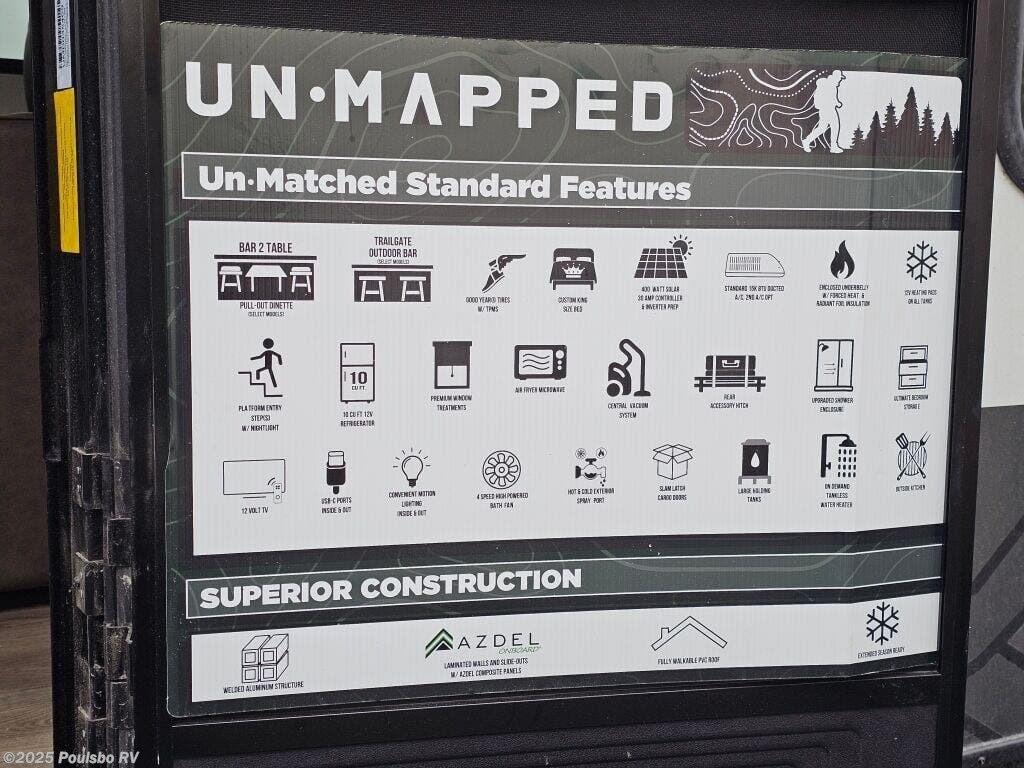 UN•MAPPED
Un•Matched Standard Features
BAR 2 TABLE
PULL-OUT DINETTE
(SELECT MODELS)
TRAILGATE
OUTDOOR BAR
(SELECT MODELS)
GOOD YEAR® TIRES
W/ TPMS
CUSTOM KING
SIZE BED
400 WATT SOLAR
30 AMP CONTROLLER
& INVERTER PREP
STANDARD 15K BTU DUCTED
A/C, 2ND A/C OPT
ENCLOSED UNDERBELLY
W/ FORCED HEAT &
RADIANT FOIL INSULATION
12V HEATING PADS
ON ALL TANKS
PLATFORM ENTRY
STEP(S)
W/ NIGHTLIGHT
10
CU FT.
10 CU FT 12V
REFRIGERATOR
PREMIUM WINDOW
TREATMENTS
AIR FRYER MICROWAVE
CENTRAL VACUUM
SYSTEM
REAR
ACCESSORY HITCH
UPGRADED SHOWER
ENCLOSURE
ULTIMATE BEDROOM
STORAGE
12 VOLT TV
USB-C PORTS
INSIDE & OUT
CONVENIENT MOTION
LIGHTING
INSIDE & OUT
4 SPEED HIGH POWERED
BATH FAN
HOT & COLD EXTERIOR
SPRAY PORT
SLAM LATCH
CARGO DOORS
LARGE HOLDING
TANKS
ON DEMAND
TANKLESS
WATER HEATER
OUTSIDE KITCHEN
SUPERIOR CONSTRUCTION
WELDED ALUMINUM STRUCTURE
AZDEL
ONBOARD®
LAMINATED WALLS AND SLIDE-OUTS
W/ AZDEL COMPOSITE PANELS
FULLY WALKABLE PVC ROOF
EXTENDED SEASON READY
©2025 Poulsbo RV